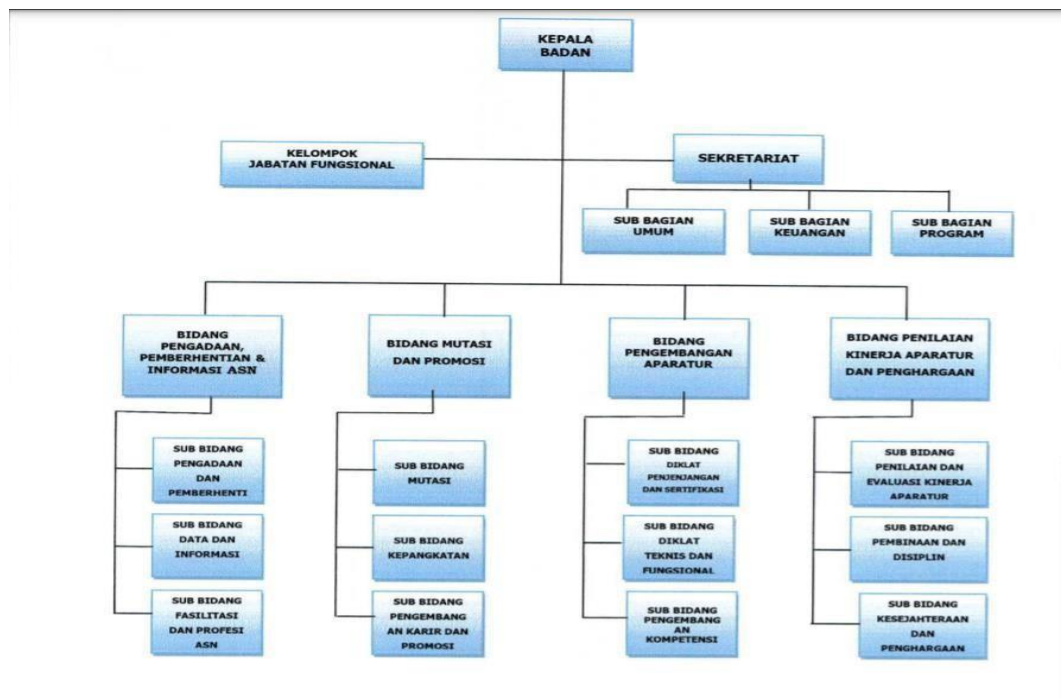 KEPALA
BADAN
KELOMPOK
JABATAN FUNGSIONAL
SEKRETARIAT
SUB BAGIAN
UMUM
SUB BAGIAN
KEUANGAN
SUB BAGIAN
PROGRAM
BIDANG
PENGADAAN,
PEMBERHENTIAN &
INFORMASI ASN
BIDANG MUTASI
DAN PROMOSI
BIDANG
PENGEMBANGAN
APARATUR
BIDANG PENILAIAN
KINERJA APARATUR
DAN PENGHARGAAN
SUB BIDANG
PENGADAAN
DAN
PEMBERHENTI
SUB BIDANG
DATA DAN
INFORMASI
SUB BIDANG
FASILITASI
DAN PROFESI
ASN
SUB BIDANG
MUTASI
SUB BIDANG
KEPANGKATAN
SUB BIDANG
PENGEMBANG
AN KARIR DAN
PROMOSI
SUB BIDANG
DIKLAT
PENJENJANGAN
DAN SERTIFIKASI
SUB BIDANG
DIKLAT
TEKNIS DAN
FUNGSIONAL
SUB BIDANG
PENGEMBANG
AN
KOMPETENSI
SUB BIDANG
PENILAIAN DAN
EVALUASI KINERJA
APARATUR
SUB BIDANG
PEMBINAAN DAN
DISIPLIN
SUB BIDANG
KESEJAHTERAAN
DAN
PENGHARGAAN